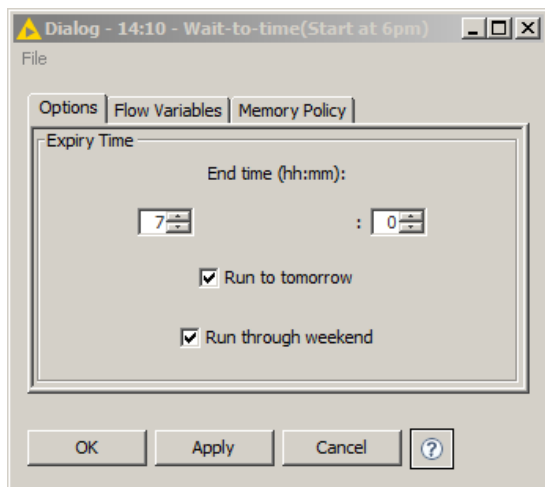 Dialog - 14:10 - Wait-to-time(Start at 6pm)
File
Options Flow Variables Memory Policy
Expiry Time
End time (hh:mm):
7 : 0
Run to tomorrow
Run through weekend
OK Apply Cancel ?